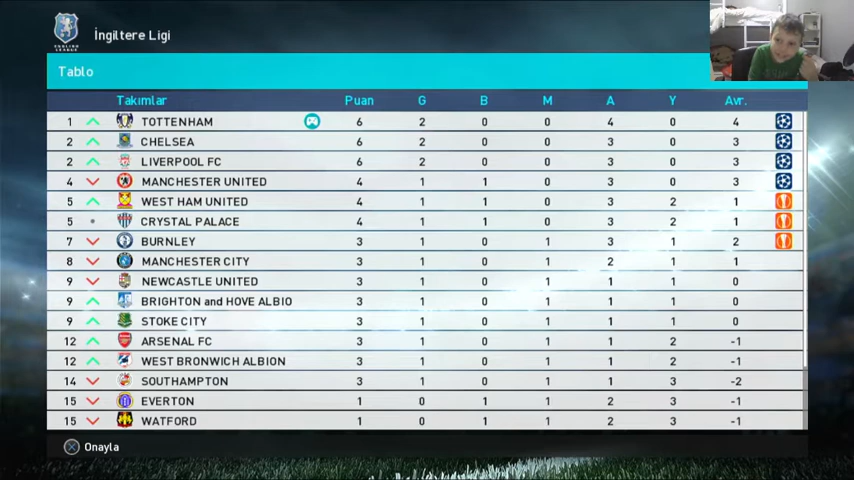 İngiltere Ligi
Tablo
Takımlar Puan G B M A Y Avr.
1 TOTTENHAM 6 2 0 0 4 0 4
2 CHELSEA 6 2 0 0 3 0 3
2 LIVERPOOL FC 6 2 0 0 3 0 3
4 MANCHESTER UNITED 4 1 1 0 3 0 3
5 WEST HAM UNITED 4 1 1 0 3 2 1
5 CRYSTAL PALACE 4 1 1 0 3 2 1
7 BURNLEY 3 1 0 1 3 1 2
8 MANCHESTER CITY 3 1 0 1 2 1 1
9 NEWCASTLE UNITED 3 1 0 1 1 1 0
9 BRIGHTON and HOVE ALBIO 3 1 0 1 1 1 0
9 STOKE CITY 3 1 0 1 1 1 0
12 ARSENAL FC 3 1 0 1 1 2 -1
12 WEST BRONWICH ALBION 3 1 0 1 1 2 -1
14 SOUTHAMPTON 3 1 0 1 1 3 -2
15 EVERTON 1 0 1 1 2 3 -1
15 WATFORD 1 0 1 1 2 3 -1
Onayla